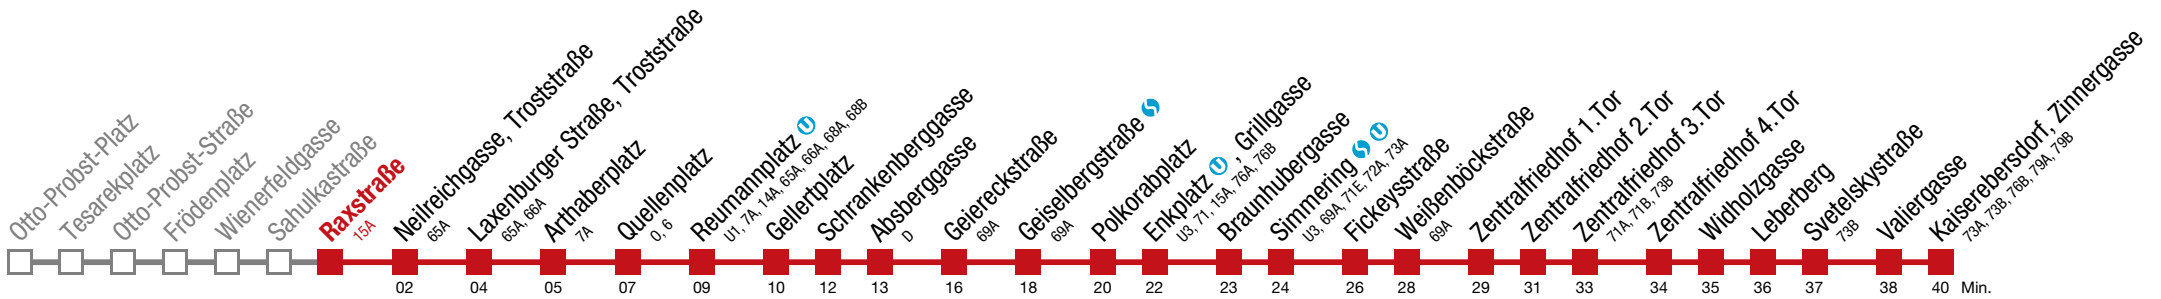 Otto-Probst-Platz
Tesarekplatz
Otto-Probst-Straße
Frödenplatz
Wienerfeldgasse
Sahulkastraße
Raxstraße
15A
Neilreichgasse, Troststraße
65A
Laxenburger Straße, Troststraße
65A, 66A
Arthaberplatz
7A
Quellenplatz
O, 6
Reumannplatz U
U1, 7A, 14A, 65A, 66A, 68A, 68B
Gellertplatz
Schrankenberggasse
Absberggasse
D
Geiereckstraße
69A
Geiselbergstraße S
69A
Polkorabplatz
Enkplatz U, Grillgasse
U3, 71, 15A, 76A, 76B
Braunhubergasse
Simmering S U
U3, 69A, 71E, 72A, 73A
Fickeysstraße
Weißenböckstraße
69A
Zentralfriedhof 1.Tor
Zentralfriedhof 2.Tor
Zentralfriedhof 3.Tor
71A, 71B, 73B
Zentralfriedhof 4.Tor
Widholzgasse
Leberberg
Svetelskystraße
73B
Valiergasse
Kaiserebersdorf, Zinnergasse
73A, 73B, 76B, 79A, 79B
02 04 05 07 09 10 12 13 16 18 20 22 23 24 26 28 29 31 33 34 35 36 37 38 40 Min.